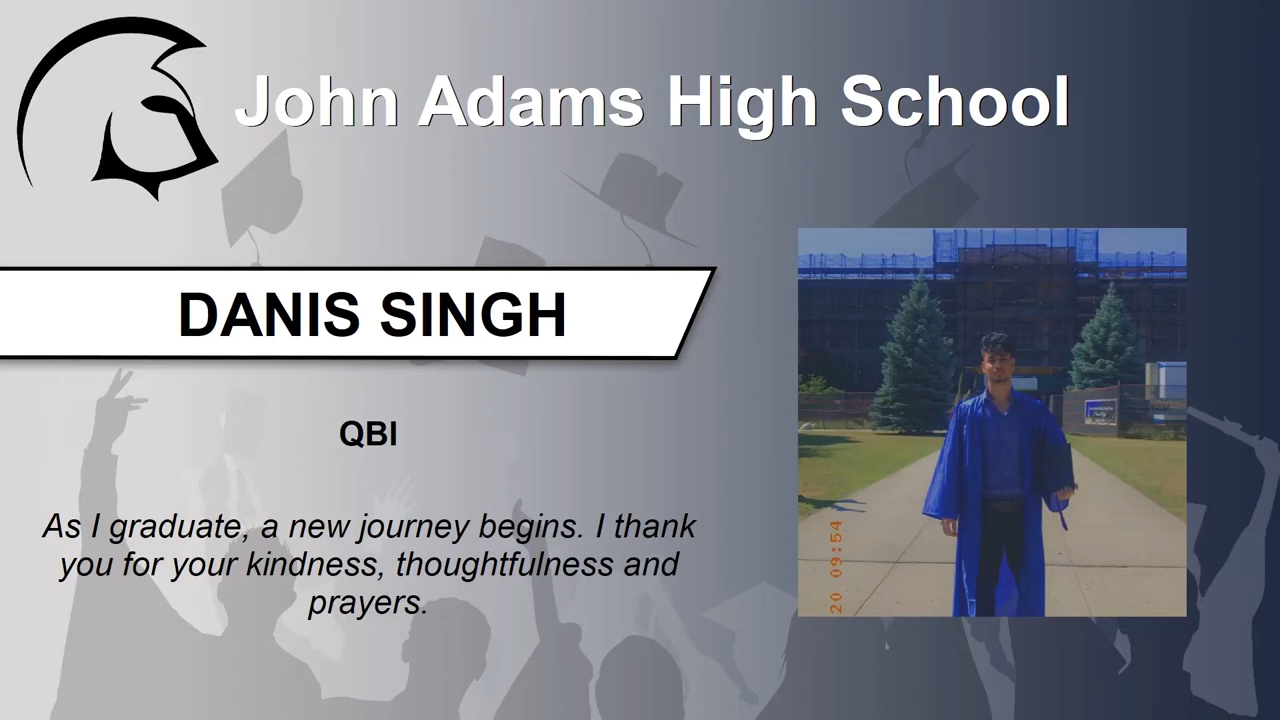 John Adams High School
DANIS SINGH
QBI
As I graduate, a new journey begins. I thank
you for your kindness, thoughtfulness and
prayers.
20 09:54